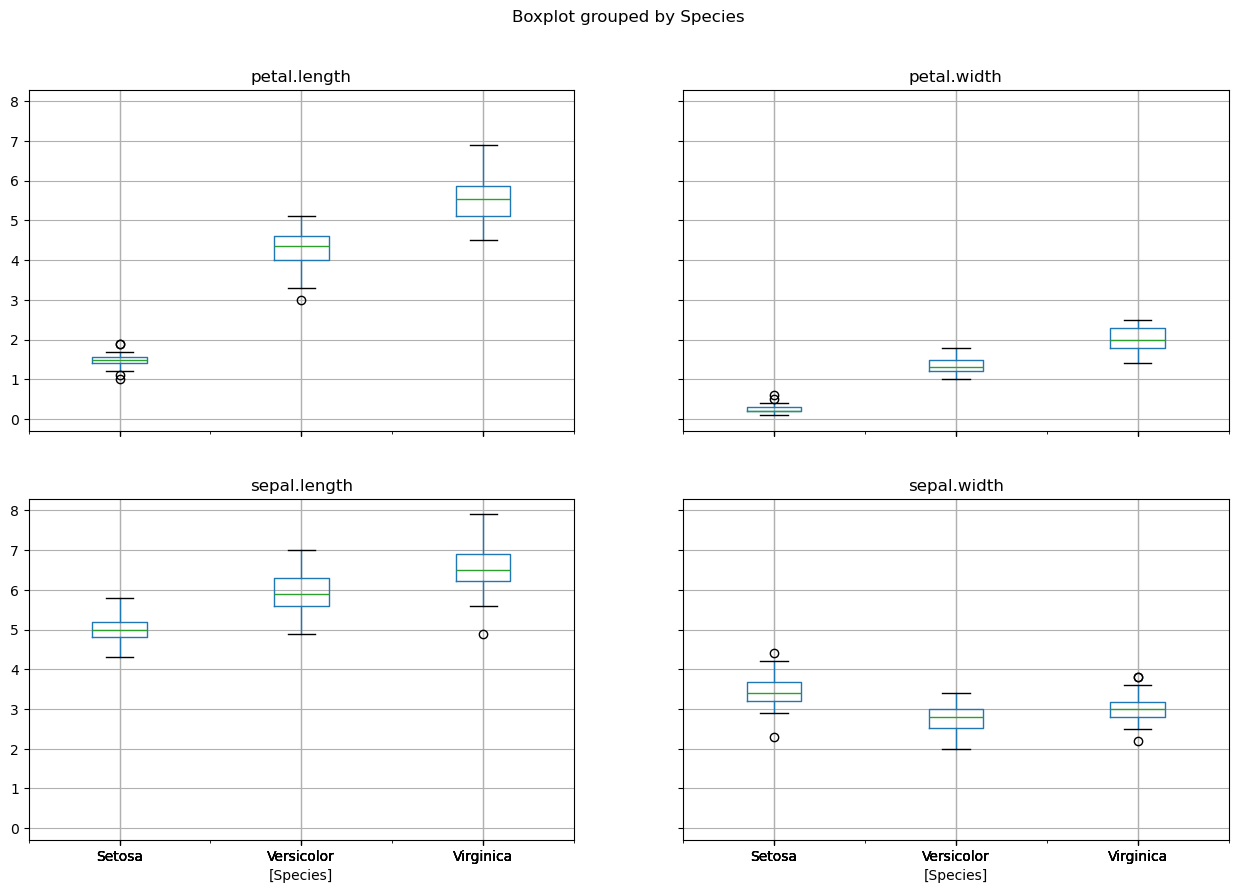 Boxplot grouped by Species
petal.length
petal.width
8
7
6
5
4
3
2
1
0
sepal.length
sepal.width
8
7
6
5
4
3
2
1
0
Setosa
Versicolor
Virginica
Setosa
Versicolor
Virginica
[Species]
[Species]